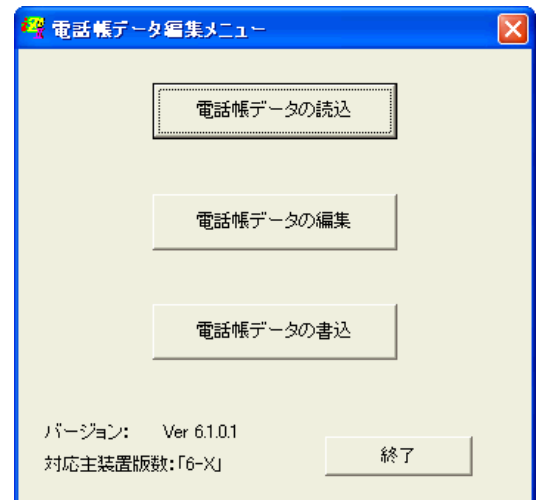 電話帳データ編集メニュー
電話帳データの読込
電話帳データの編集
電話帳データの書込
バージョン: Ver 6.1.0.1
対応主装置版数:「6-X」
終了